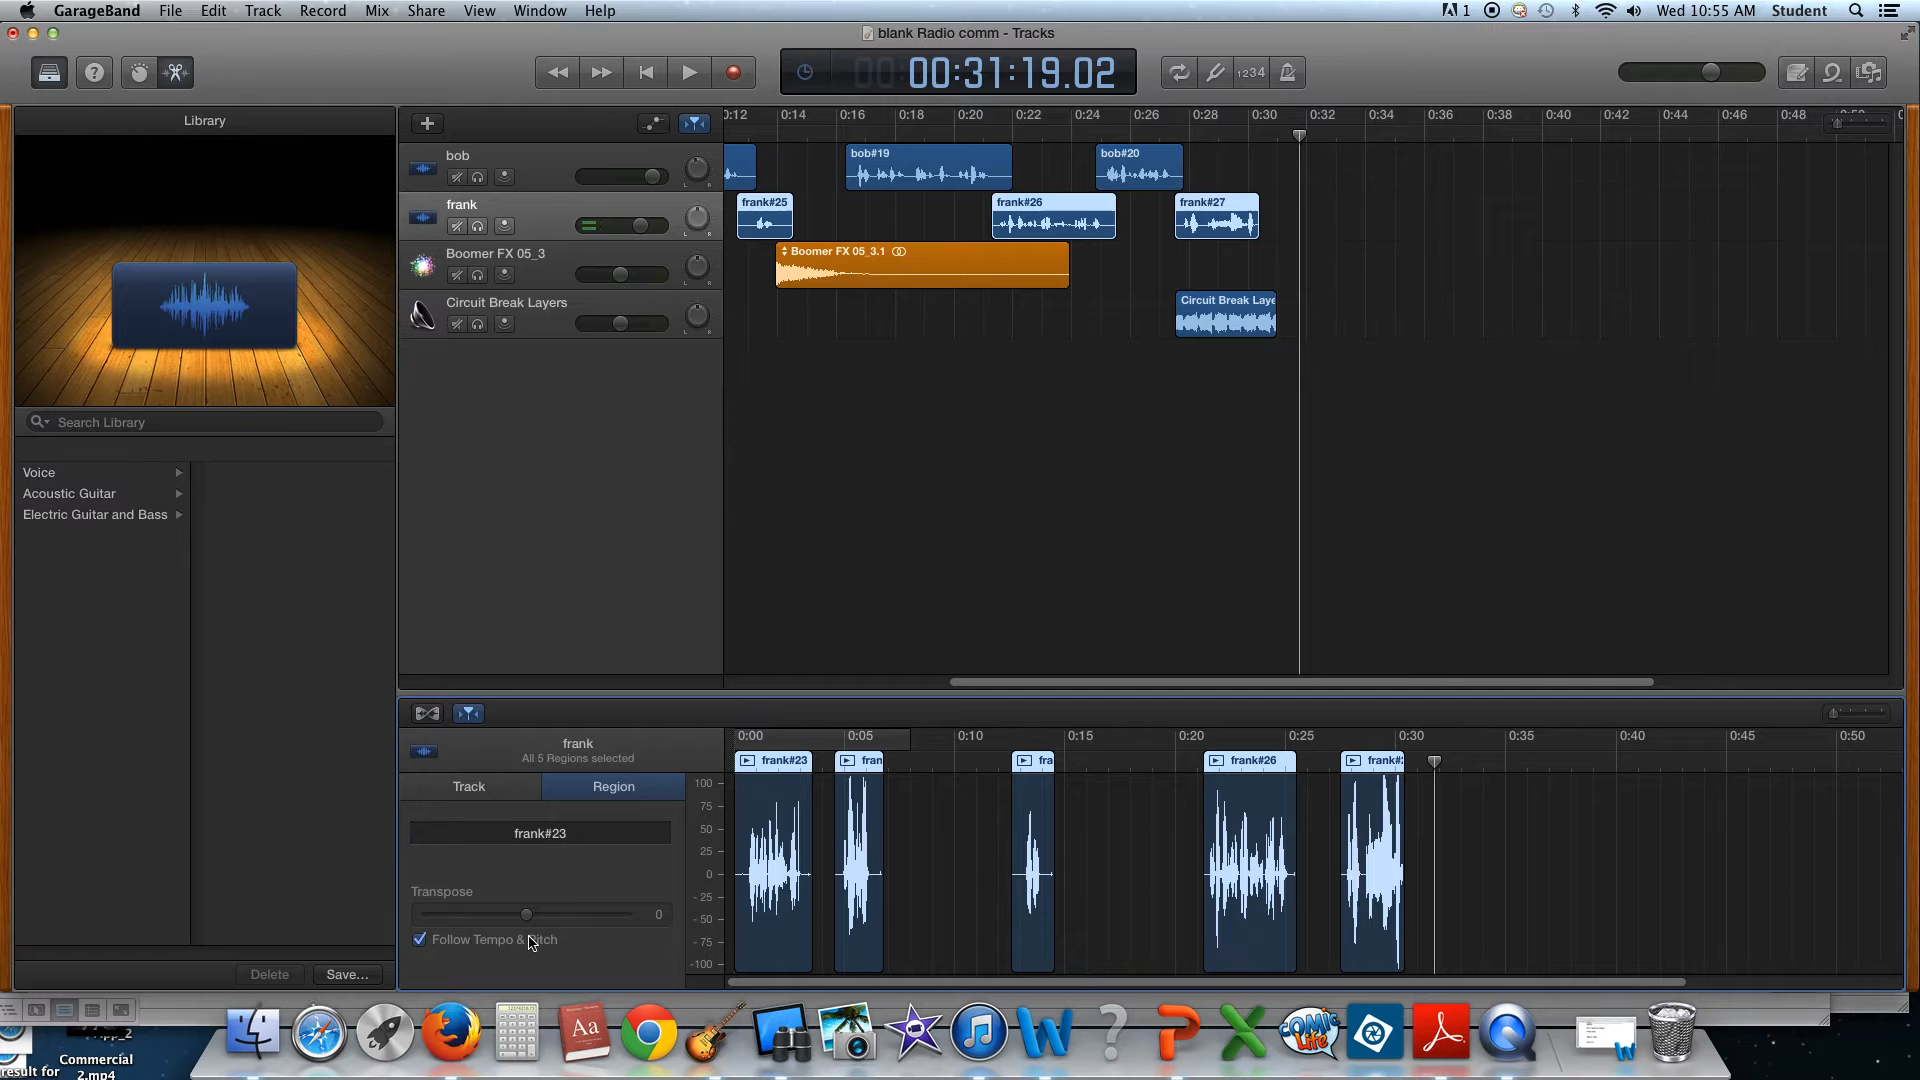 GarageBand File Edit Track Record Mix Share View Window Help
1 Wed 10:55 AM Student
blank Radio comm - Tracks
00:31:19.02
1234
Library
0:12 0:14 0:16 0:18 0:20 0:22 0:24 0:26 0:28 0:30 0:32 0:34 0:36 0:38 0:40 0:42 0:44 0:46 0:48
bob
bob#19
bob#20
frank
frank#25
frank#26
frank#27
Boomer FX 05_3
Boomer FX 05_3.1
Circuit Break Layers
Circuit Break Laye
L R
L R
L R
L R
Search Library
Voice
Acoustic Guitar
Electric Guitar and Bass
Delete
Save...
frank
All 5 Regions selected
Track
Region
frank#23
Transpose
0
Follow Tempo & Pitch
0:00 0:05 0:10 0:15 0:20 0:25 0:30 0:35 0:40 0:45 0:50
frank#23
fran
fra
frank#26
frank#
100
75
50
25
0
- 25
- 50
- 75
-100
Aa
COMIC
Life
Commercial
2.mp4
result for